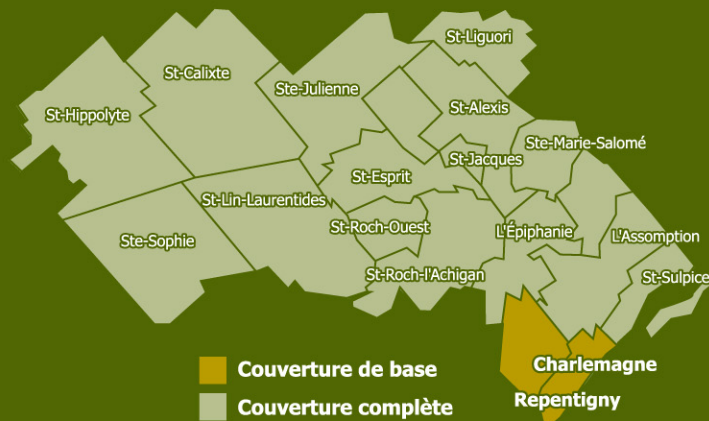 St-Liguori
St-Calixte
Ste-Julienne
St-Hippolyte
St-Alexis
Ste-Marie-Salomé
St-Jacques
St-Esprit
St-Lin-Laurentides
St-Roch-Ouest
L'Épiphanie
L'Assomption
Ste-Sophie
St-Roch-l'Achigan
St-Sulpice
Charlemagne
Couverture de base
Repentigny
Couverture complète